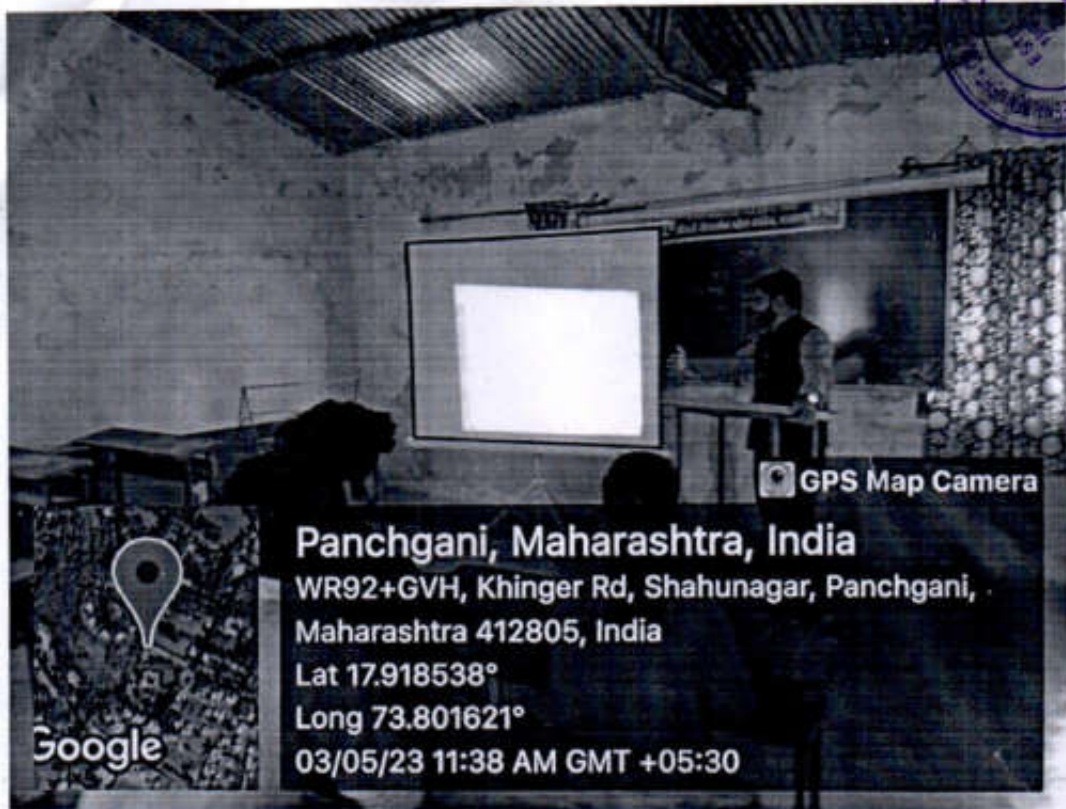 GPS Map Camera
Panchgani, Maharashtra, India
WR92+GVH, Khinger Rd, Shahunagar, Panchgani,
Maharashtra 412805, India
Lat 17.918538°
Long 73.801621°
03/05/23 11:38 AM GMT +05:30
Google